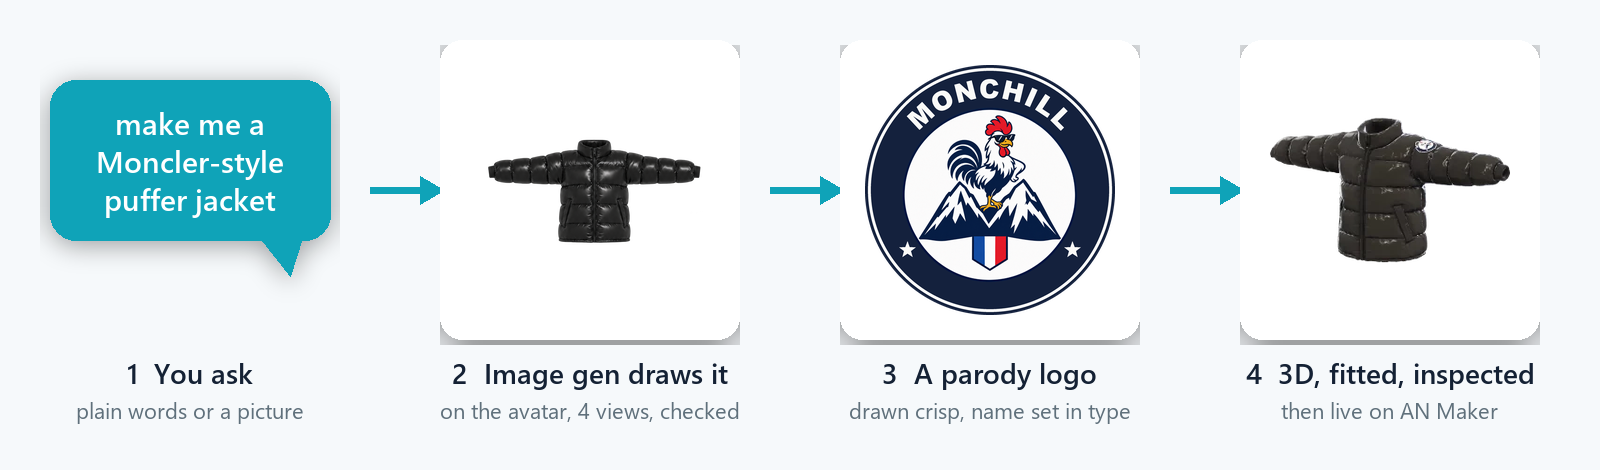 make me a
Moncler-style
puffer jacket
MONCHILL
1 You ask
plain words or a picture
2 Image gen draws it
on the avatar, 4 views, checked
3 A parody logo
drawn crisp, name set in type
4 3D, fitted, inspected
then live on AN Maker